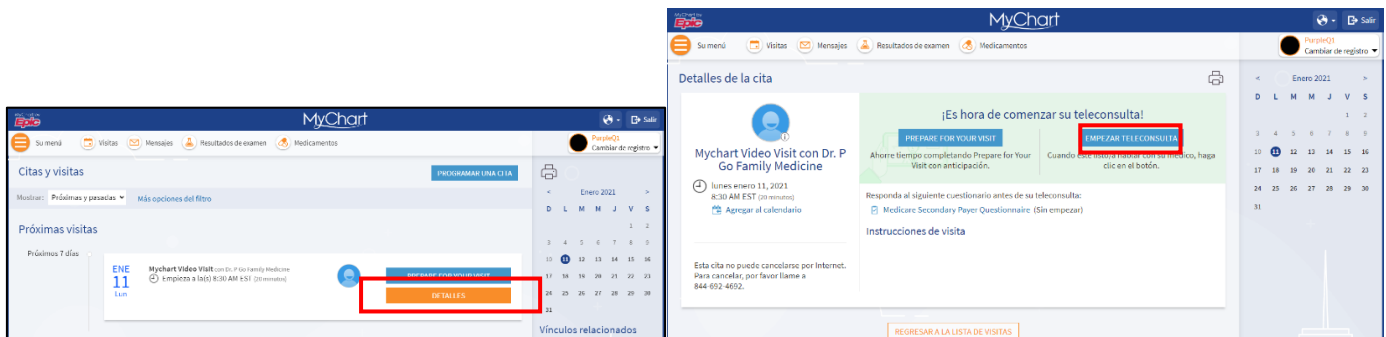 MyChart
Salir
Su menú
Visitas
Mensajes
Resultados de examen
Medicamentos
PurpleQ1
Cambiar de registro
Citas y visitas
PROGRAMAR UNA CITA
Mostrar: Próximas y pasadas
Más opciones del filtro
Próximas visitas
Próximos 7 días
ENE
11
Lun
Mychart Video Visit con Dr. P Go Family Medicine
Empieza a la(s) 8:30 AM EST (20 minutos)
PREPARE FOR YOUR VISIT
DETALLES
< Enero 2021 >
D L M M J V S
1 2
3 4 5 6 7 8 9
10 11 12 13 14 15 16
17 18 19 20 21 22 23
24 25 26 27 28 29 30
31
Vínculos relacionados
MyChart by
Epic
MyChart
Salir
Su menú
Visitas
Mensajes
Resultados de examen
Medicamentos
PurpleQ1
Cambiar de registro
Detalles de la cita
Mychart Video Visit con Dr. P
Go Family Medicine
lunes enero 11, 2021
8:30 AM EST (20 minutos)
Agregar al calendario
Esta cita no puede cancelarse por Internet.
Para cancelar, por favor llame a
844-692-4692.
¡Es hora de comenzar su teleconsulta!
PREPARE FOR YOUR VISIT
Ahorre tiempo completando Prepare for Your
Visit con anticipación.
EMPEZAR TELECONSULTA
Cuando esté listo/a hablar con su médico, haga
clic en el botón.
Responda al siguiente cuestionario antes de su teleconsulta:
Medicare Secondary Payer Questionnaire (Sin empezar)
Instrucciones de visita
REGRESAR A LA LISTA DE VISITAS
< Enero 2021 >
D L M M J V S
1 2
3 4 5 6 7 8 9
10 11 12 13 14 15 16
17 18 19 20 21 22 23
24 25 26 27 28 29 30
31